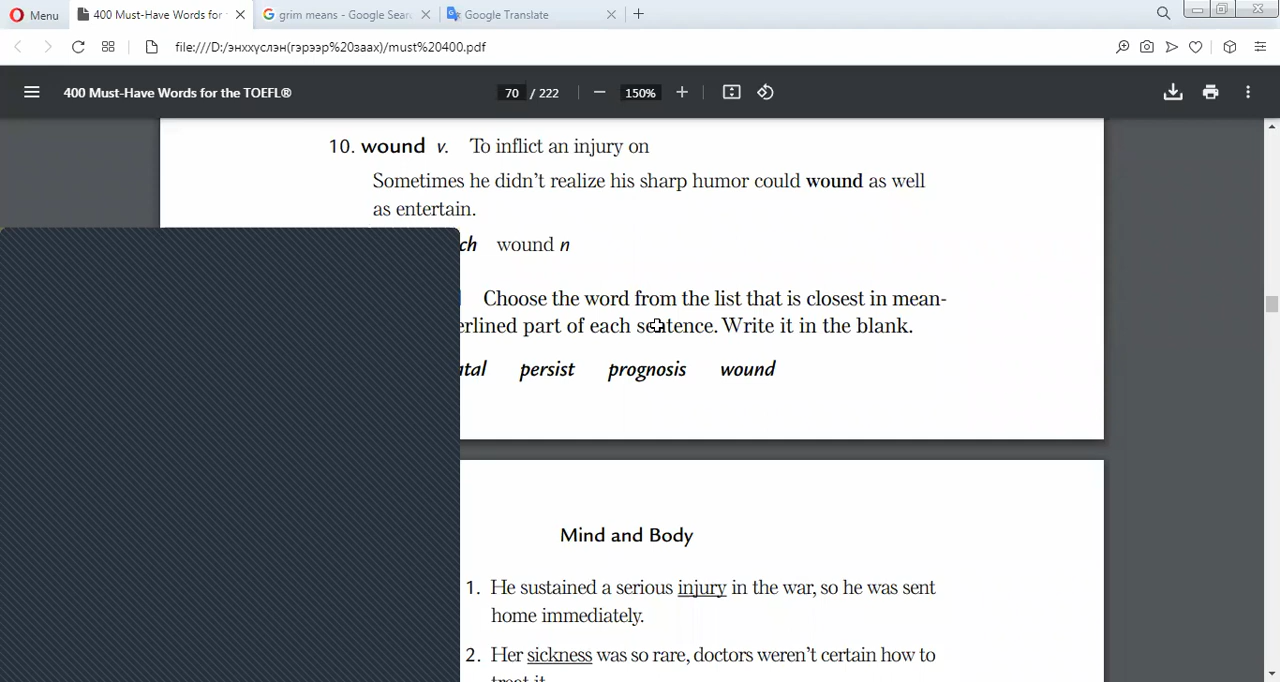 Menu
400 Must-Have Words for
grim means - Google Sear
Google Translate
file:///D:/энххүслэн(гэрээр%20заах)/must%20400.pdf
400 Must-Have Words for the TOEFL®
70 / 222
150%
10. wound v. To inflict an injury on
Sometimes he didn't realize his sharp humor could wound as well
as entertain.
ch wound n
Choose the word from the list that is closest in mean-
erlined part of each sentence. Write it in the blank.
atal persist prognosis wound
Mind and Body
1. He sustained a serious injury in the war, so he was sent
home immediately.
2. Her sickness was so rare, doctors weren't certain how to
treat it.